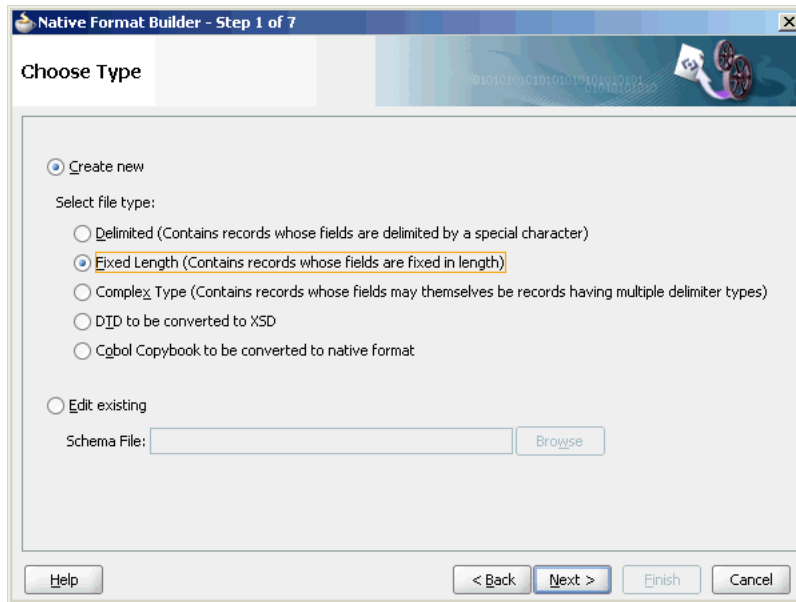 Native Format Builder - Step 1 of 7
Choose Type
Create new
Select file type:
Delimited (Contains records whose fields are delimited by a special character)
Fixed Length (Contains records whose fields are fixed in length)
Complex Type (Contains records whose fields may themselves be records having multiple delimiter types)
DTD to be converted to XSD
Cobol Copybook to be converted to native format
Edit existing
Schema File:
Browse
Help
< Back
Next >
Finish
Cancel